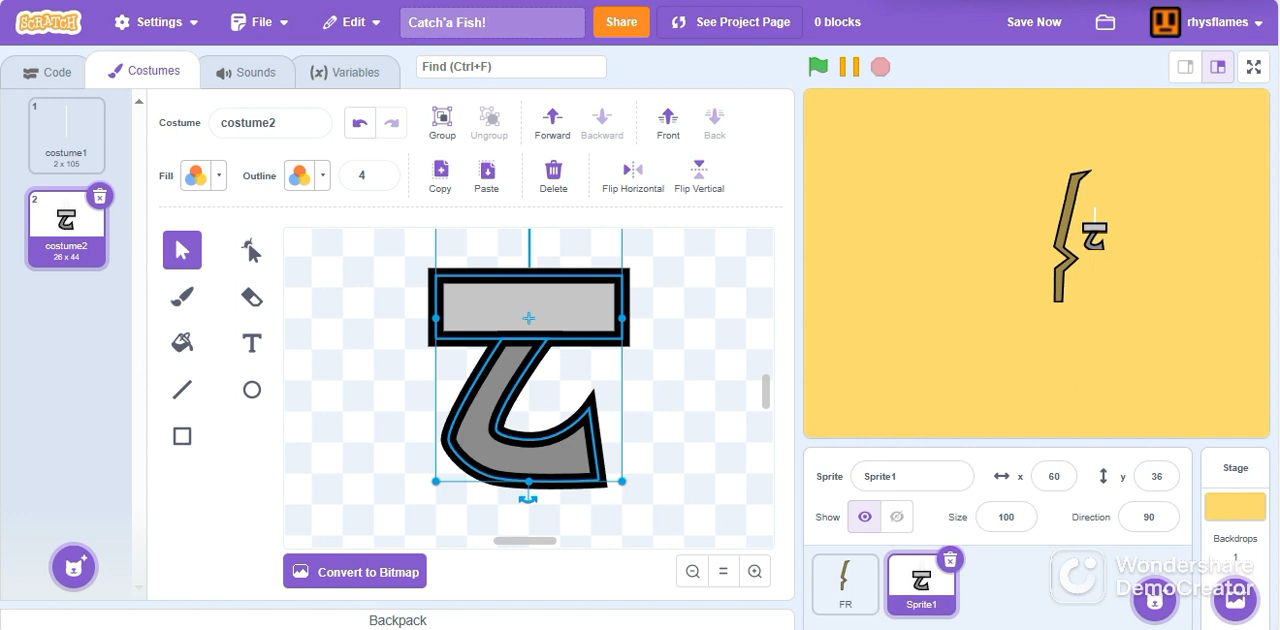 SCRATCH Settings File Edit Catch'a Fish! Share See Project Page 0 blocks Save Now rhysflames
Code Costumes Sounds (x) Variables Find (Ctrl+F)
1
costume1
2 x 105
2
costume2
26 x 44
Costume costume2 Group Ungroup Forward Backward Front Back
Fill Outline 4 Copy Paste Delete Flip Horizontal Flip Vertical
Convert to Bitmap
Backpack
Sprite Sprite1 x 60 y 36
Show Size 100 Direction 90
FR
Sprite1
Stage
Backdrops
1
Wondershare
DemoCreator